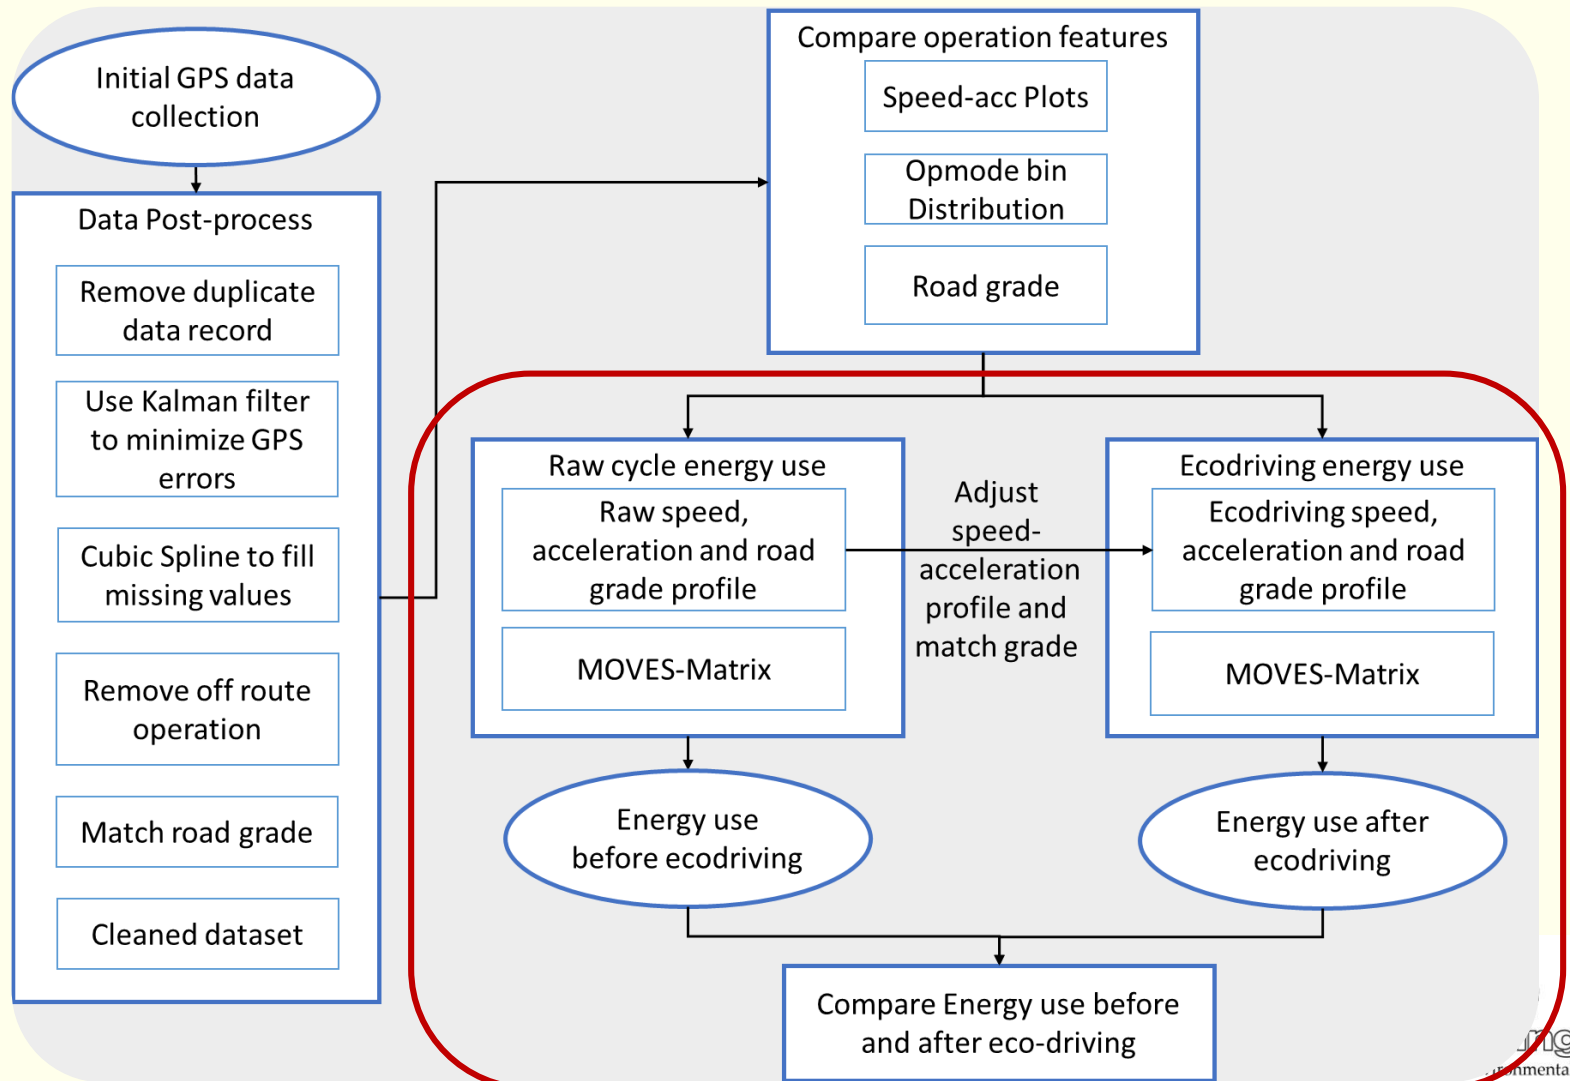 Initial GPS data
collection
Data Post-process
Remove duplicate
data record
Use Kalman filter
to minimize GPS
errors
Cubic Spline to fill
missing values
Remove off route
operation
Match road grade
Cleaned dataset
Compare operation features
Speed-acc Plots
Opmode bin
Distribution
Road grade
Raw cycle energy use
Raw speed,
acceleration and road
grade profile
MOVES-Matrix
Adjust
speed-
acceleration
profile and
match grade
Ecodriving energy use
Ecodriving speed,
acceleration and road
grade profile
MOVES-Matrix
Energy use
before ecodriving
Energy use after
ecodriving
Compare Energy use before
and after eco-driving